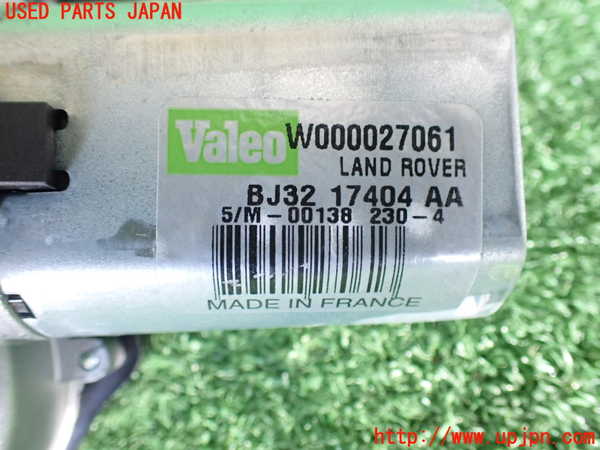 USED PARTS JAPAN
Valeo W000027061
LAND ROVER
BJ32 17404 AA
5/M-00138 230-4
MADE IN FRANCE
http://www.upjpn.com/